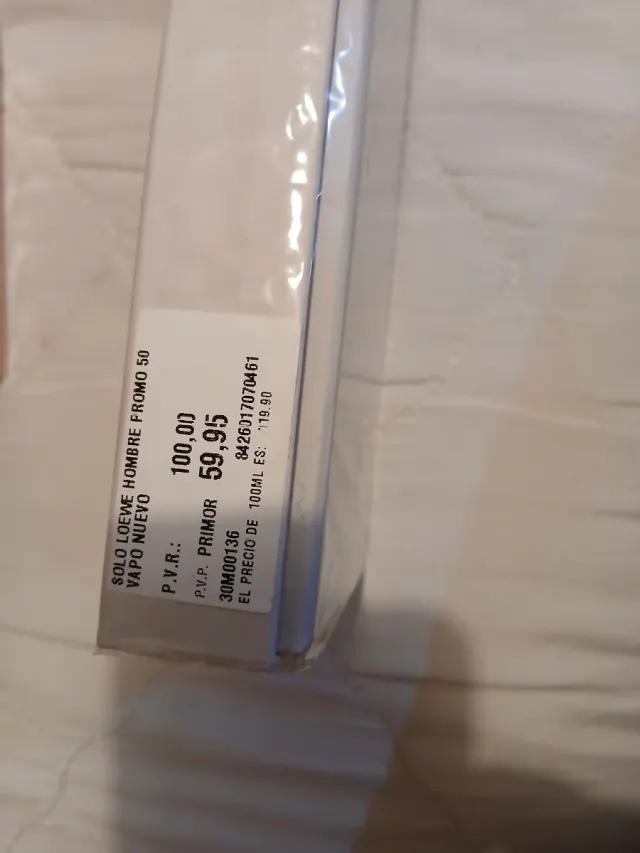 SOLO LOEWE HOMBRE PROMO 50
VAPO NUEVO
P.V.R.: 100,00
P.V.P. PRIMOR 59,95
30M00136 8426017070461
EL PRECIO DE 100ML ES: 119.90